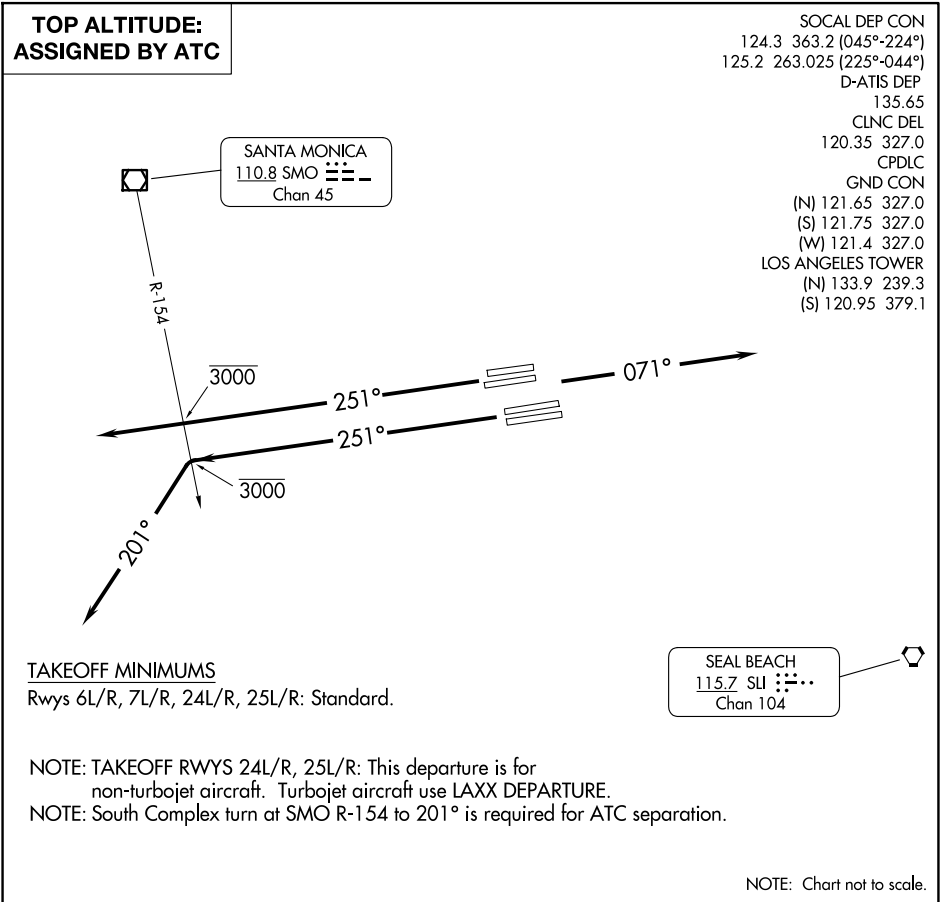 TOP ALTITUDE:
ASSIGNED BY ATC
SOCAL DEP CON
124.3 363.2 (045°-224°)
125.2 263.025 (225°-044°)
D-ATIS DEP
135.65
CLNC DEL
120.35 327.0
CPDLC
GND CON
(N) 121.65 327.0
(S) 121.75 327.0
(W) 121.4 327.0
LOS ANGELES TOWER
(N) 133.9 239.3
(S) 120.95 379.1
SANTA MONICA
110.8 SMO
Chan 45
R-154
3000
251°
071°
251°
3000
201°
TAKEOFF MINIMUMS
Rwys 6L/R, 7L/R, 24L/R, 25L/R: Standard.
SEAL BEACH
115.7 SLI
Chan 104
NOTE: TAKEOFF RWYS 24L/R, 25L/R: This departure is for
non-turbojet aircraft. Turbojet aircraft use LAXX DEPARTURE.
NOTE: South Complex turn at SMO R-154 to 201° is required for ATC separation.
NOTE: Chart not to scale.